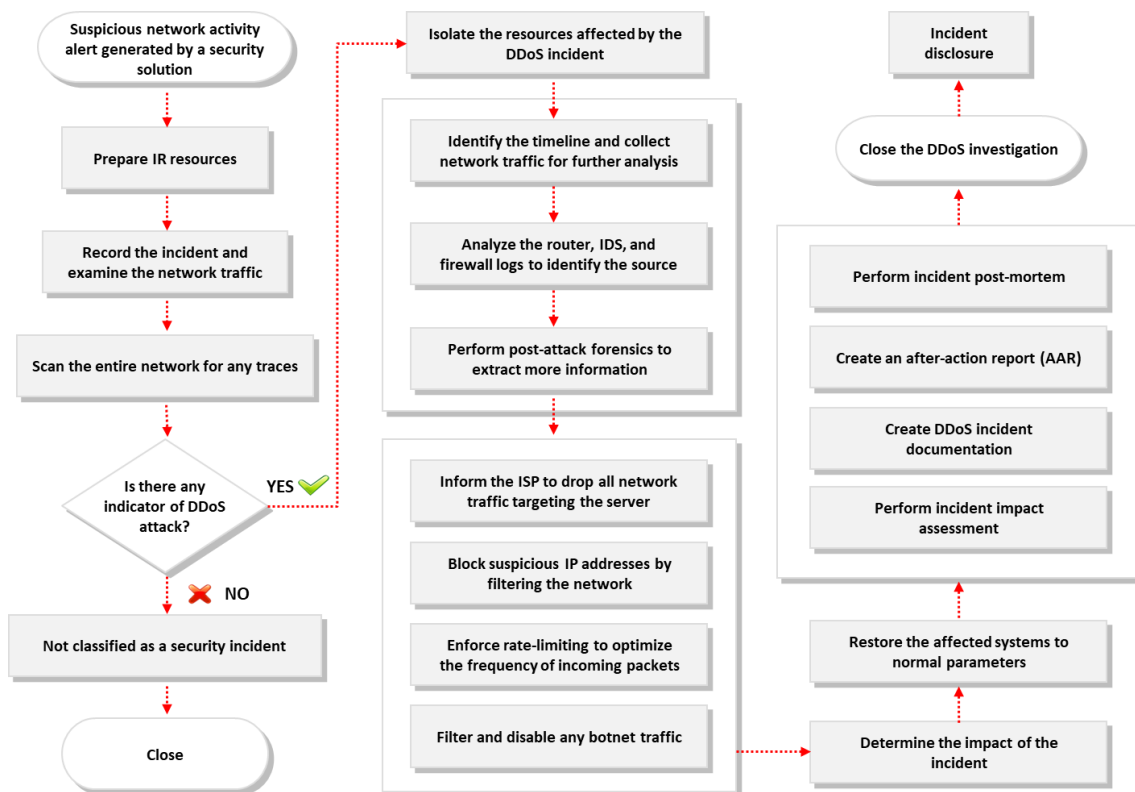 Suspicious network activity
alert generated by a security
solution
Prepare IR resources
Record the incident and
examine the network traffic
Scan the entire network for any traces
Is there any
indicator of DDoS
attack?
YES
NO
Not classified as a security incident
Close
Isolate the resources affected by the
DDoS incident
Identify the timeline and collect
network traffic for further analysis
Analyze the router, IDS, and
firewall logs to identify the source
Perform post-attack forensics to
extract more information
Inform the ISP to drop all network
traffic targeting the server
Block suspicious IP addresses by
filtering the network
Enforce rate-limiting to optimize
the frequency of incoming packets
Filter and disable any botnet traffic
Determine the impact of the
incident
Restore the affected systems to
normal parameters
Perform incident post-mortem
Create an after-action report (AAR)
Create DDoS incident
documentation
Perform incident impact
assessment
Close the DDoS investigation
Incident
disclosure